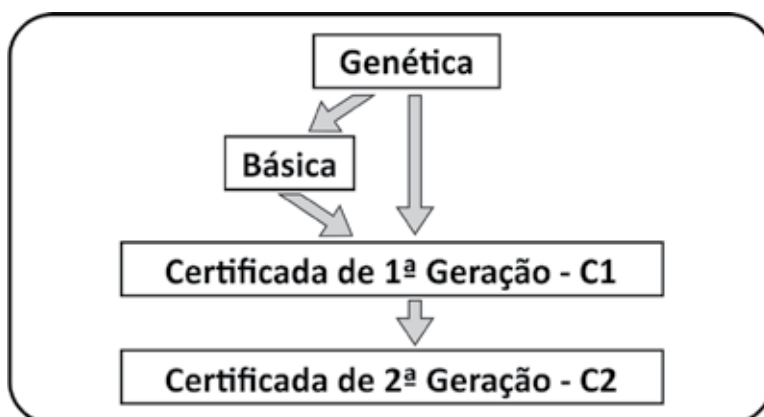 Genética
Básica
Certificada de 1ª Geração - C1
Certificada de 2ª Geração - C2